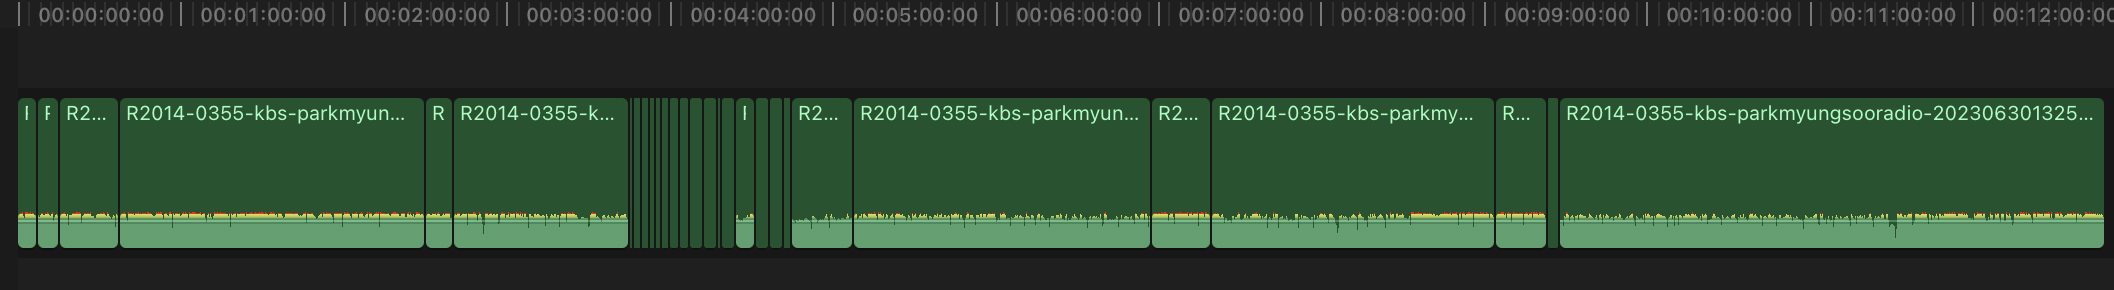 00:00:00:00 00:01:00:00 00:02:00:00 00:03:00:00 00:04:00:00 00:05:00:00 00:06:00:00 00:07:00:00 00:08:00:00 00:09:00:00 00:10:00:00 00:11:00:00 00:12:00:00
R2... R2014-0355-kbs-parkmyun... R R2014-0355-k... R2... R2014-0355-kbs-parkmyun... R2... R2014-0355-kbs-parkmy... R... R2014-0355-kbs-parkmyungsooradio-202306301325...